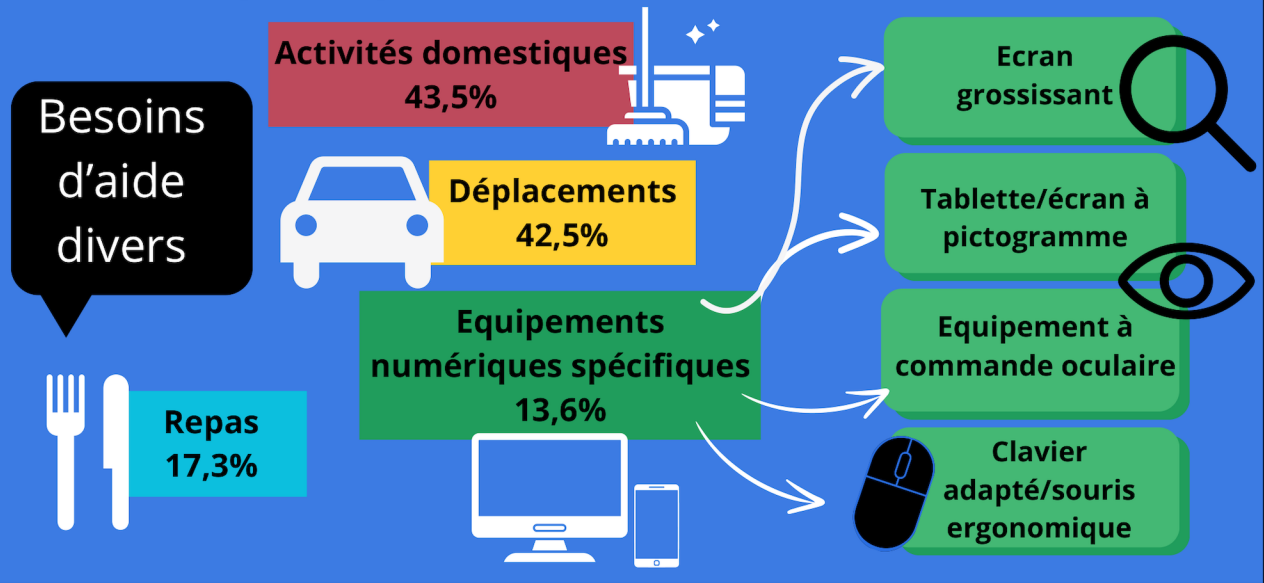 Besoins
d’aide
divers
Activités domestiques
43,5%
Déplacements
42,5%
Equipements
numériques spécifiques
13,6%
Repas
17,3%
Ecran
grossissant
Tablette/écran à
pictogramme
Equipement à
commande oculaire
Clavier
adapté/souris
ergonomique